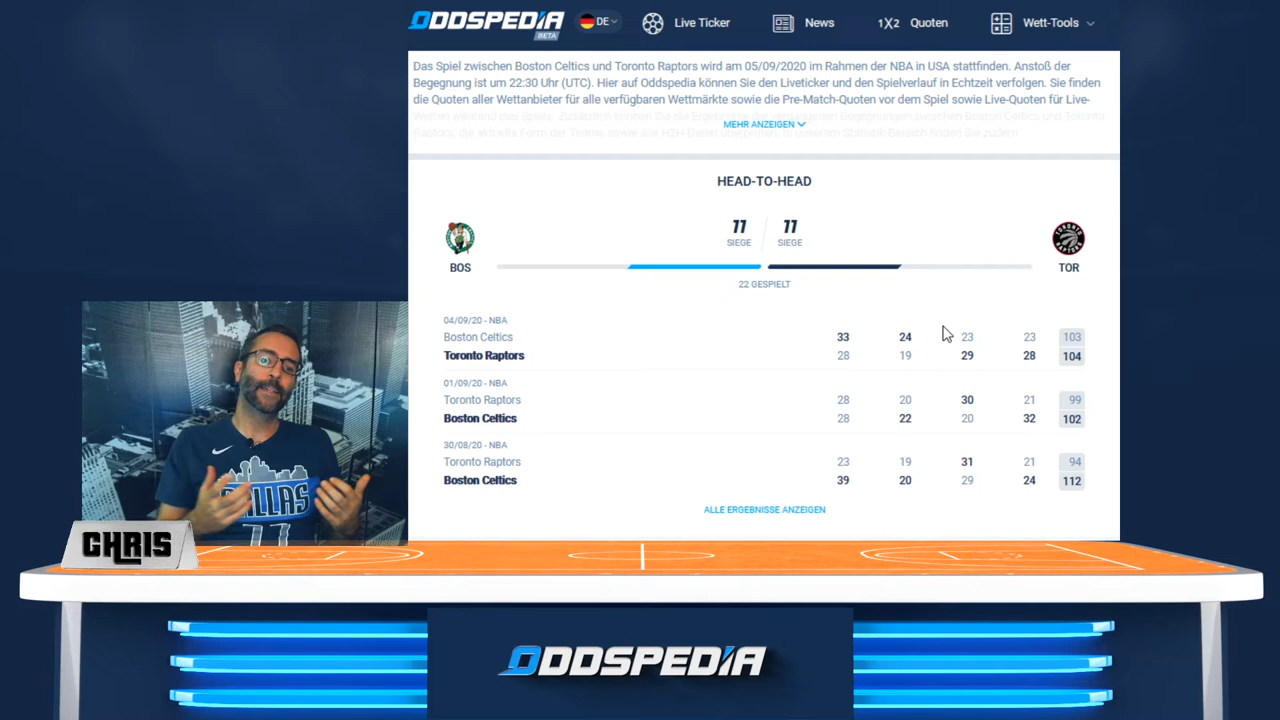 ODDSPEDIA
BETA
DE
Live Ticker
News
1X2 Quoten
Wett-Tools
Das Spiel zwischen Boston Celtics und Toronto Raptors wird am 05/09/2020 im Rahmen der NBA in USA stattfinden. Anstoß der
Begegnung ist um 22:30 Uhr (UTC). Hier auf Oddspedia können Sie den Liveticker und den Spielverlauf in Echtzeit verfolgen. Sie finden
die Quoten aller Wettanbieter für alle verfügbaren Wettmärkte sowie die Pre-Match-Quoten vor dem Spiel sowie Live-Quoten für Live-
MEHR ANZEIGEN
HEAD-TO-HEAD
11 11
SIEGE SIEGE
BOS TOR
22 GESPIELT
04/09/20 - NBA
Boston Celtics 33 24 23 23 103
Toronto Raptors 28 19 29 28 104
01/09/20 - NBA
Toronto Raptors 28 20 30 21 99
Boston Celtics 28 22 20 32 102
30/08/20 - NBA
Toronto Raptors 23 19 31 21 94
Boston Celtics 39 20 29 24 112
ALLE ERGEBNISSE ANZEIGEN
DALLAS
77
CHRIS
ODDSPEDIA